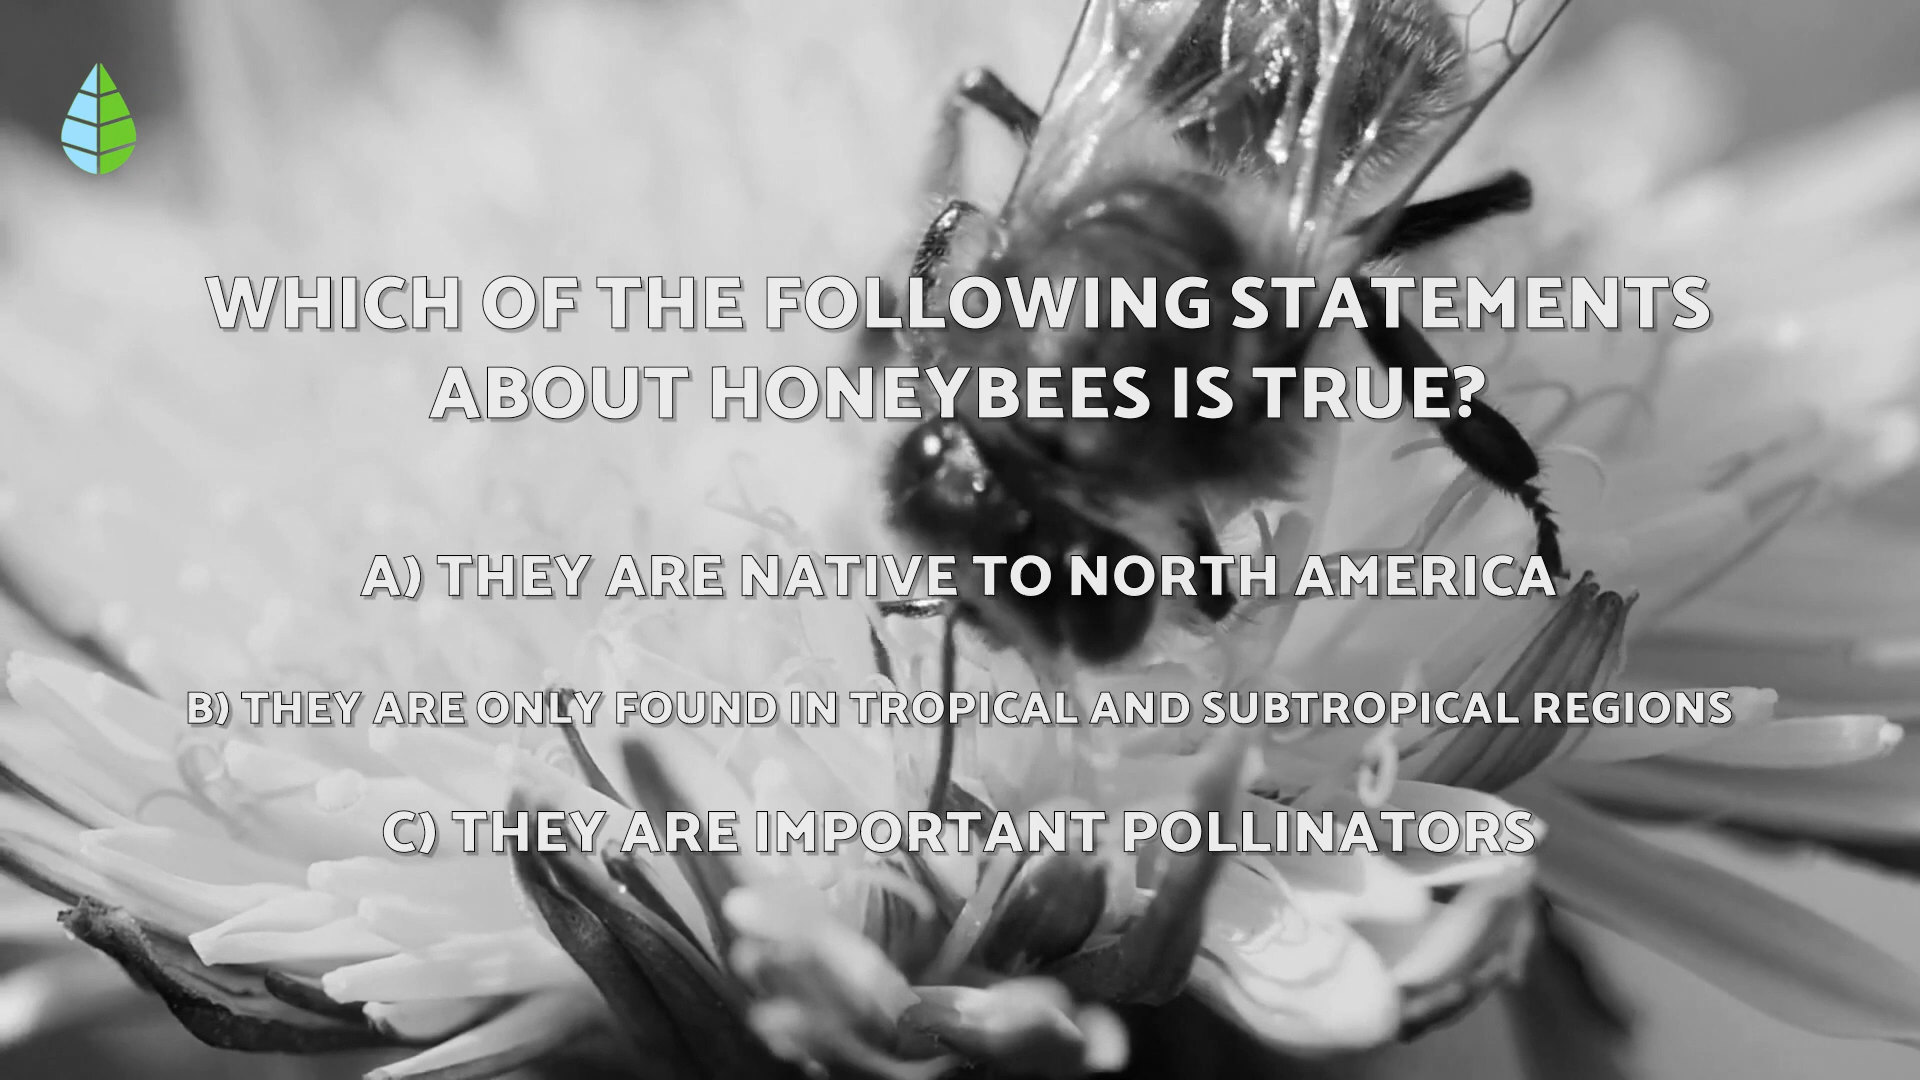 WHICH OF THE FOLLOWING STATEMENTS
ABOUT HONEYBEES IS TRUE?
A) THEY ARE NATIVE TO NORTH AMERICA
B) THEY ARE ONLY FOUND IN TROPICAL AND SUBTROPICAL REGIONS
C) THEY ARE IMPORTANT POLLINATORS